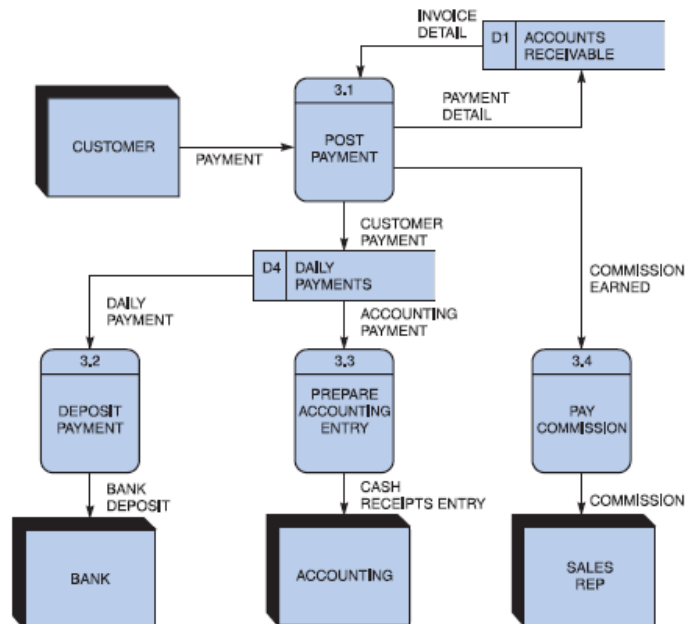 INVOICE
DETAIL
D1
ACCOUNTS
RECEIVABLE
3.1
POST
PAYMENT
PAYMENT
DETAIL
CUSTOMER
PAYMENT
CUSTOMER
PAYMENT
D4
DAILY
PAYMENTS
COMMISSION
EARNED
DAILY
PAYMENT
ACCOUNTING
PAYMENT
3.2
DEPOSIT
PAYMENT
3.3
PREPARE
ACCOUNTING
ENTRY
3.4
PAY
COMMISSION
BANK
DEPOSIT
CASH
RECEIPTS ENTRY
COMMISSION
BANK
ACCOUNTING
SALES
REP